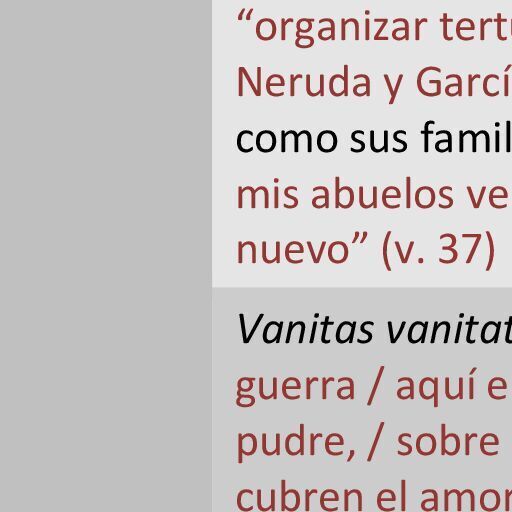 “organizar tert
Neruda y Garcí
como sus famil
mis abuelos ve
nuevo” (v. 37)
Vanitas vanitat
guerra / aquí e
pudre, / sobre
cubren el amor